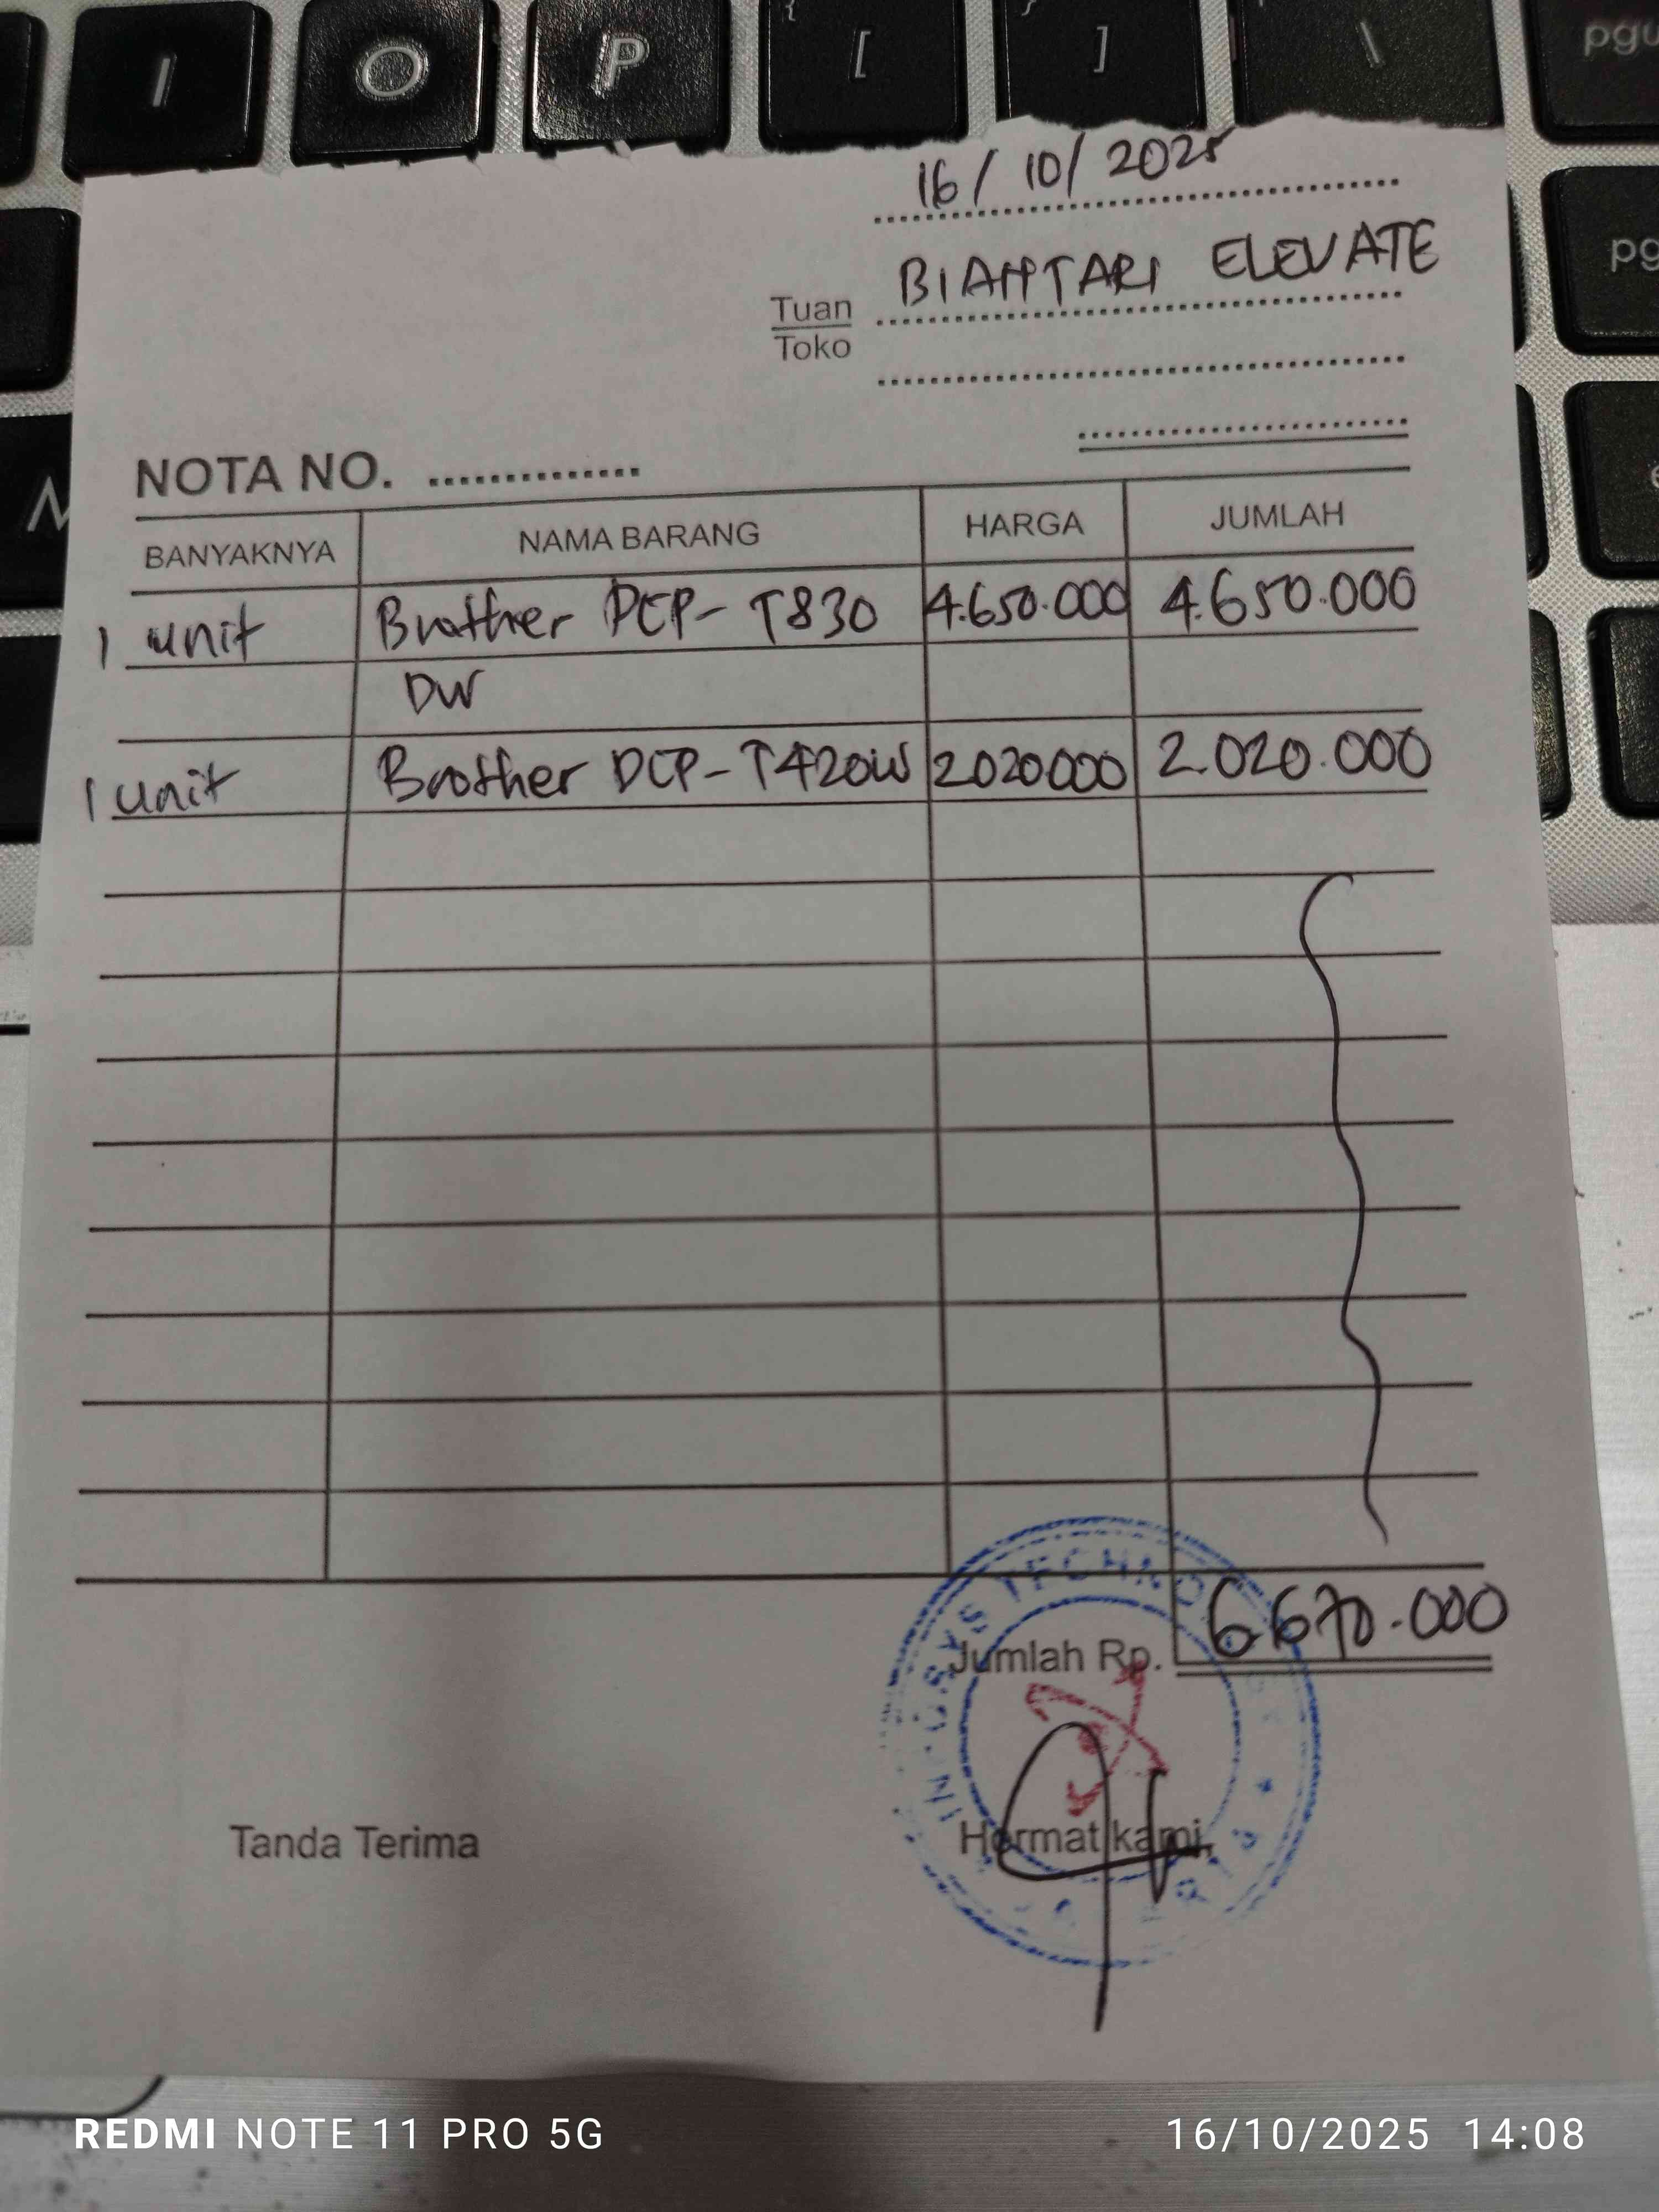 I O P { [ } ] \ pgu
16/10/2025
BIANTARI ELEVATE
Tuan
Toko
pg
NOTA NO. ..............
BANYAKNYA NAMA BARANG HARGA JUMLAH
1 unit Brother DCP-T830 4.650.000 4.650.000
DW
1 unit Brother DCP-T420W 2020000 2.020.000
Jumlah Rp. 6.670.000
Tanda Terima Hormat kami,
REDMI NOTE 11 PRO 5G 16/10/2025 14:08